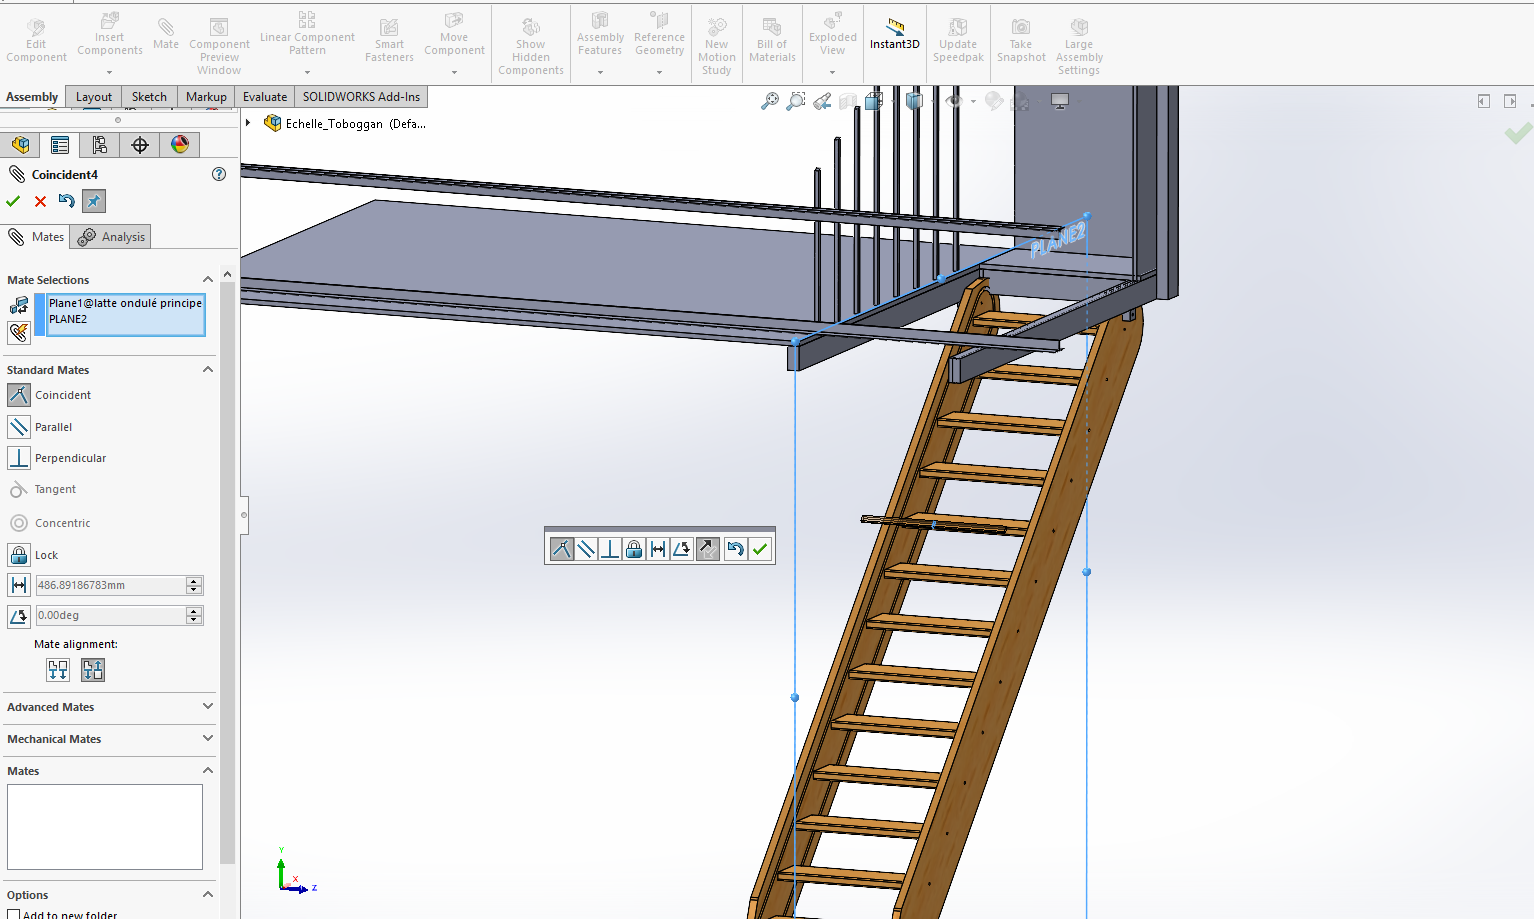 Edit
Component
Insert
Components
Mate
Component
Preview
Window
Linear Component
Pattern
Smart
Fasteners
Move
Component
Show
Hidden
Components
Assembly
Features
Reference
Geometry
New
Motion
Study
Bill of
Materials
Exploded
View
Instant3D
Update
Speedpak
Take
Snapshot
Large
Assembly
Settings
Assembly
Layout
Sketch
Markup
Evaluate
SOLIDWORKS Add-Ins
Echelle_Toboggan (Defa...
Coincident4
Mates
Analysis
Mate Selections
Plane1@latte ondulé principe
PLANE2
Standard Mates
Coincident
Parallel
Perpendicular
Tangent
Concentric
Lock
486.89186783mm
0.00deg
Mate alignment:
Advanced Mates
Mechanical Mates
Mates
Options
Add to new folder
PLANE2
Y
X
Z